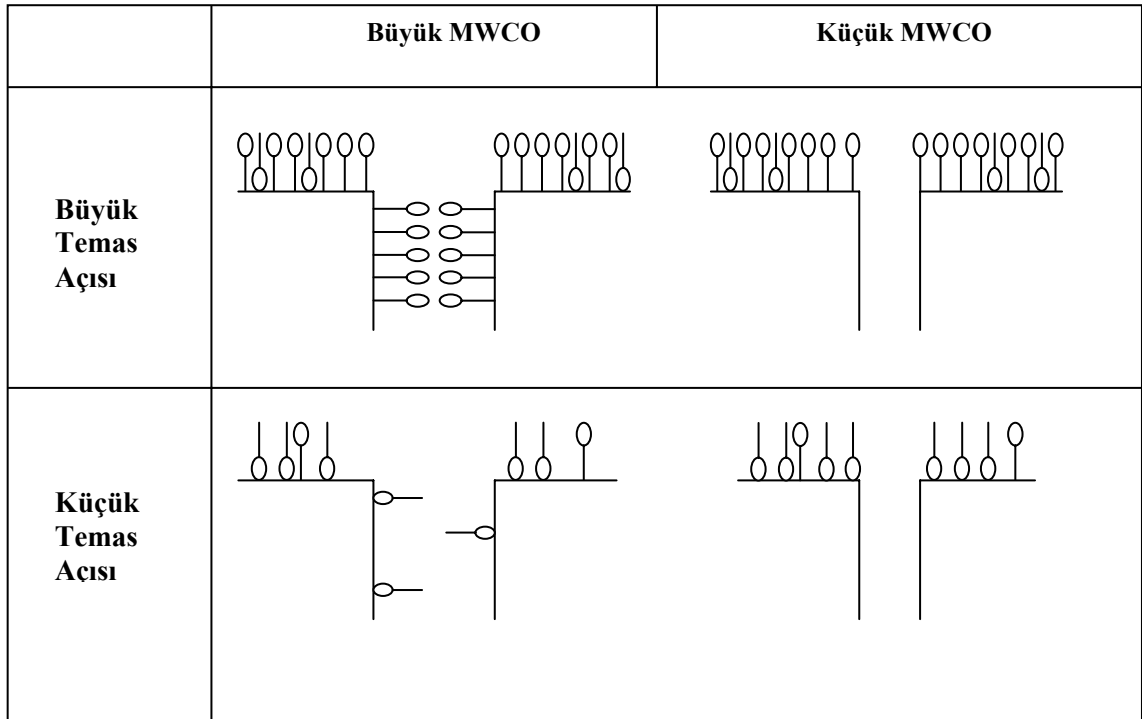 Büyük MWCO
Küçük MWCO
Büyük
Temas
Açısı
Küçük
Temas
Açısı